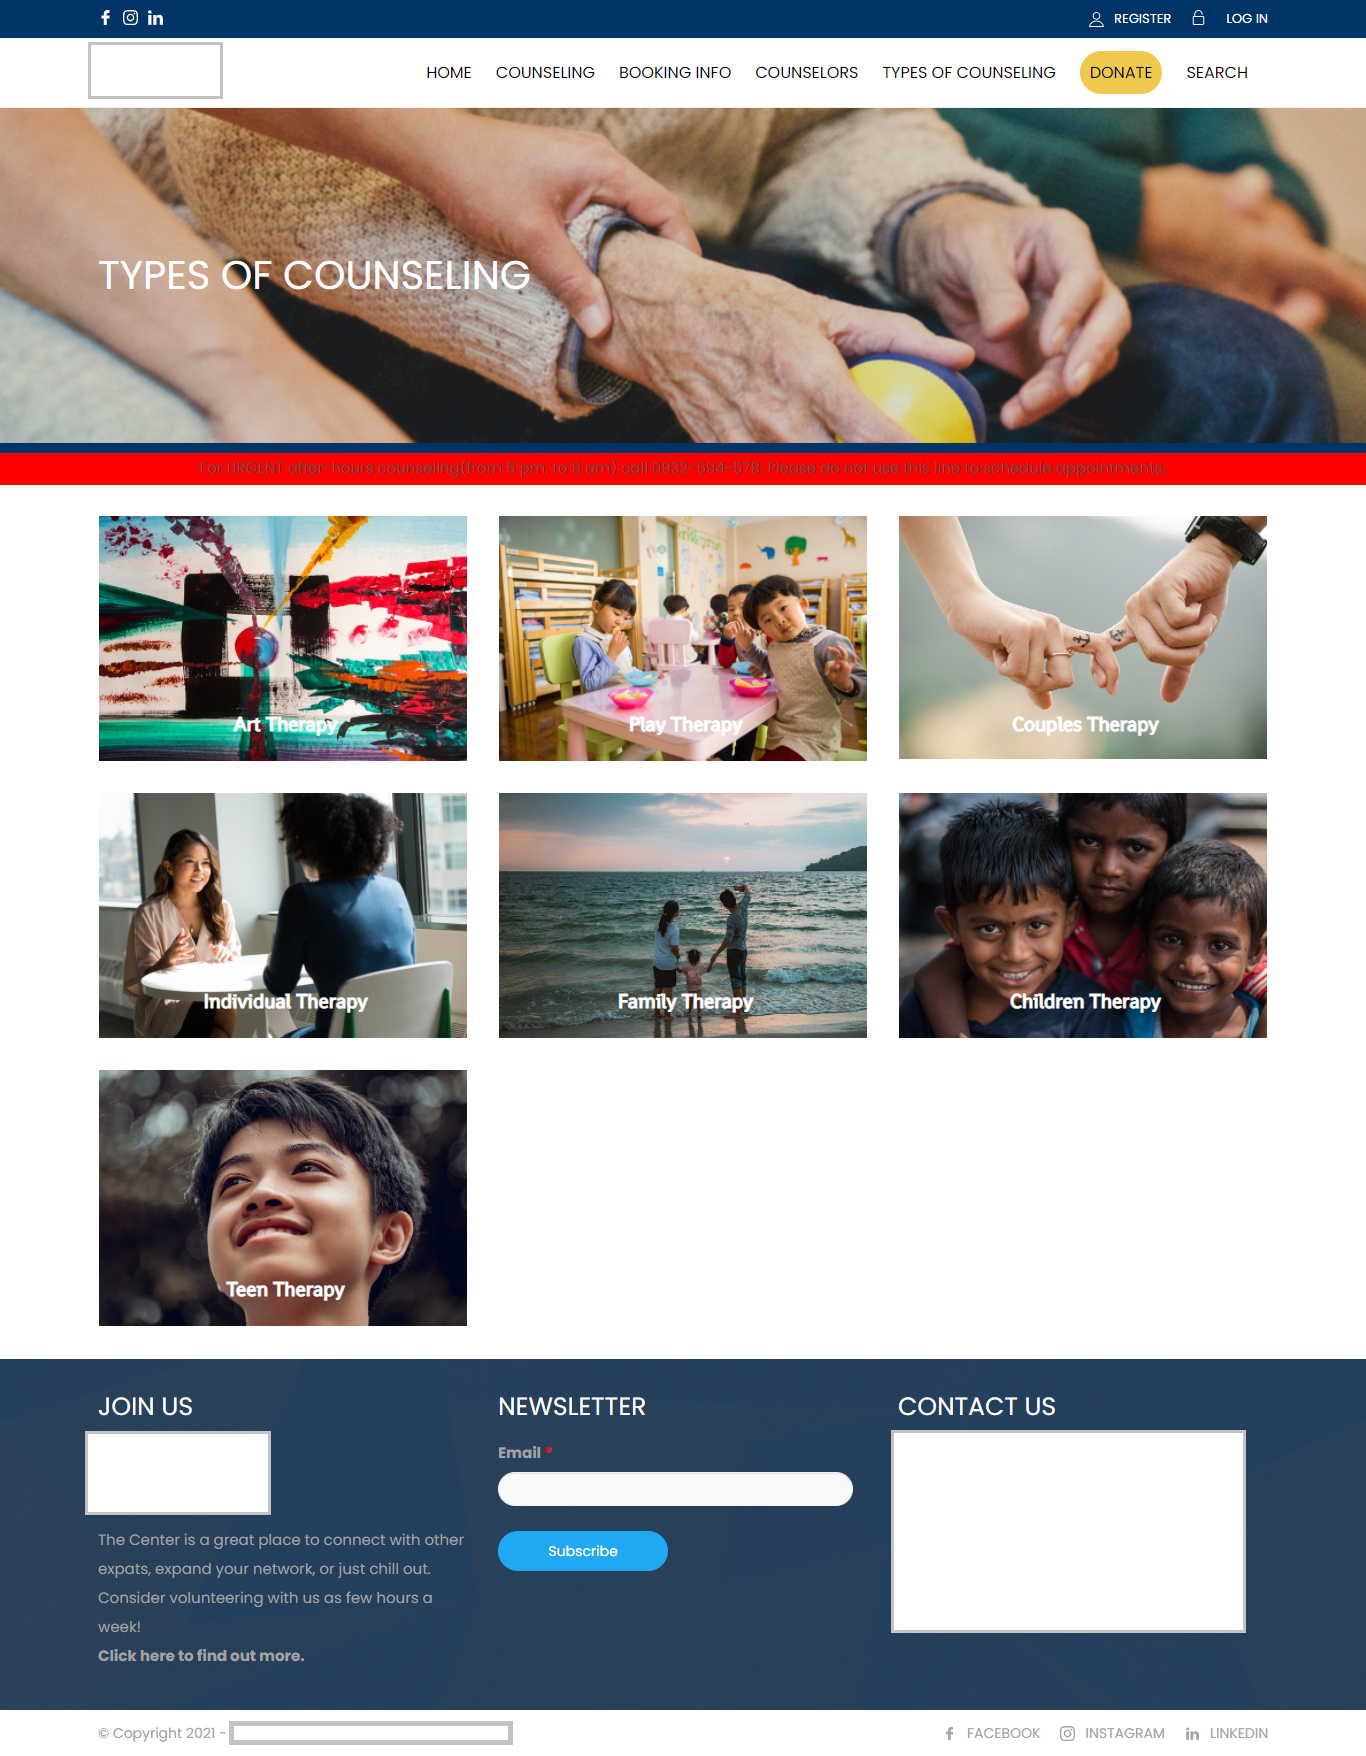 REGISTER LOG IN
HOME COUNSELING BOOKING INFO COUNSELORS TYPES OF COUNSELING DONATE SEARCH
TYPES OF COUNSELING
For URGENT after-hours counseling(from 5 pm. to 9 am) call 0932-594-578. Please do not use this line to schedule appointments.
Art Therapy
Play Therapy
Couples Therapy
Individual Therapy
Family Therapy
Children Therapy
Teen Therapy
JOIN US
The Center is a great place to connect with other
expats, expand your network, or just chill out.
Consider volunteering with us as few hours a
week!
Click here to find out more.
NEWSLETTER
Email *
Subscribe
CONTACT US
© Copyright 2021 -
FACEBOOK INSTAGRAM LINKEDIN